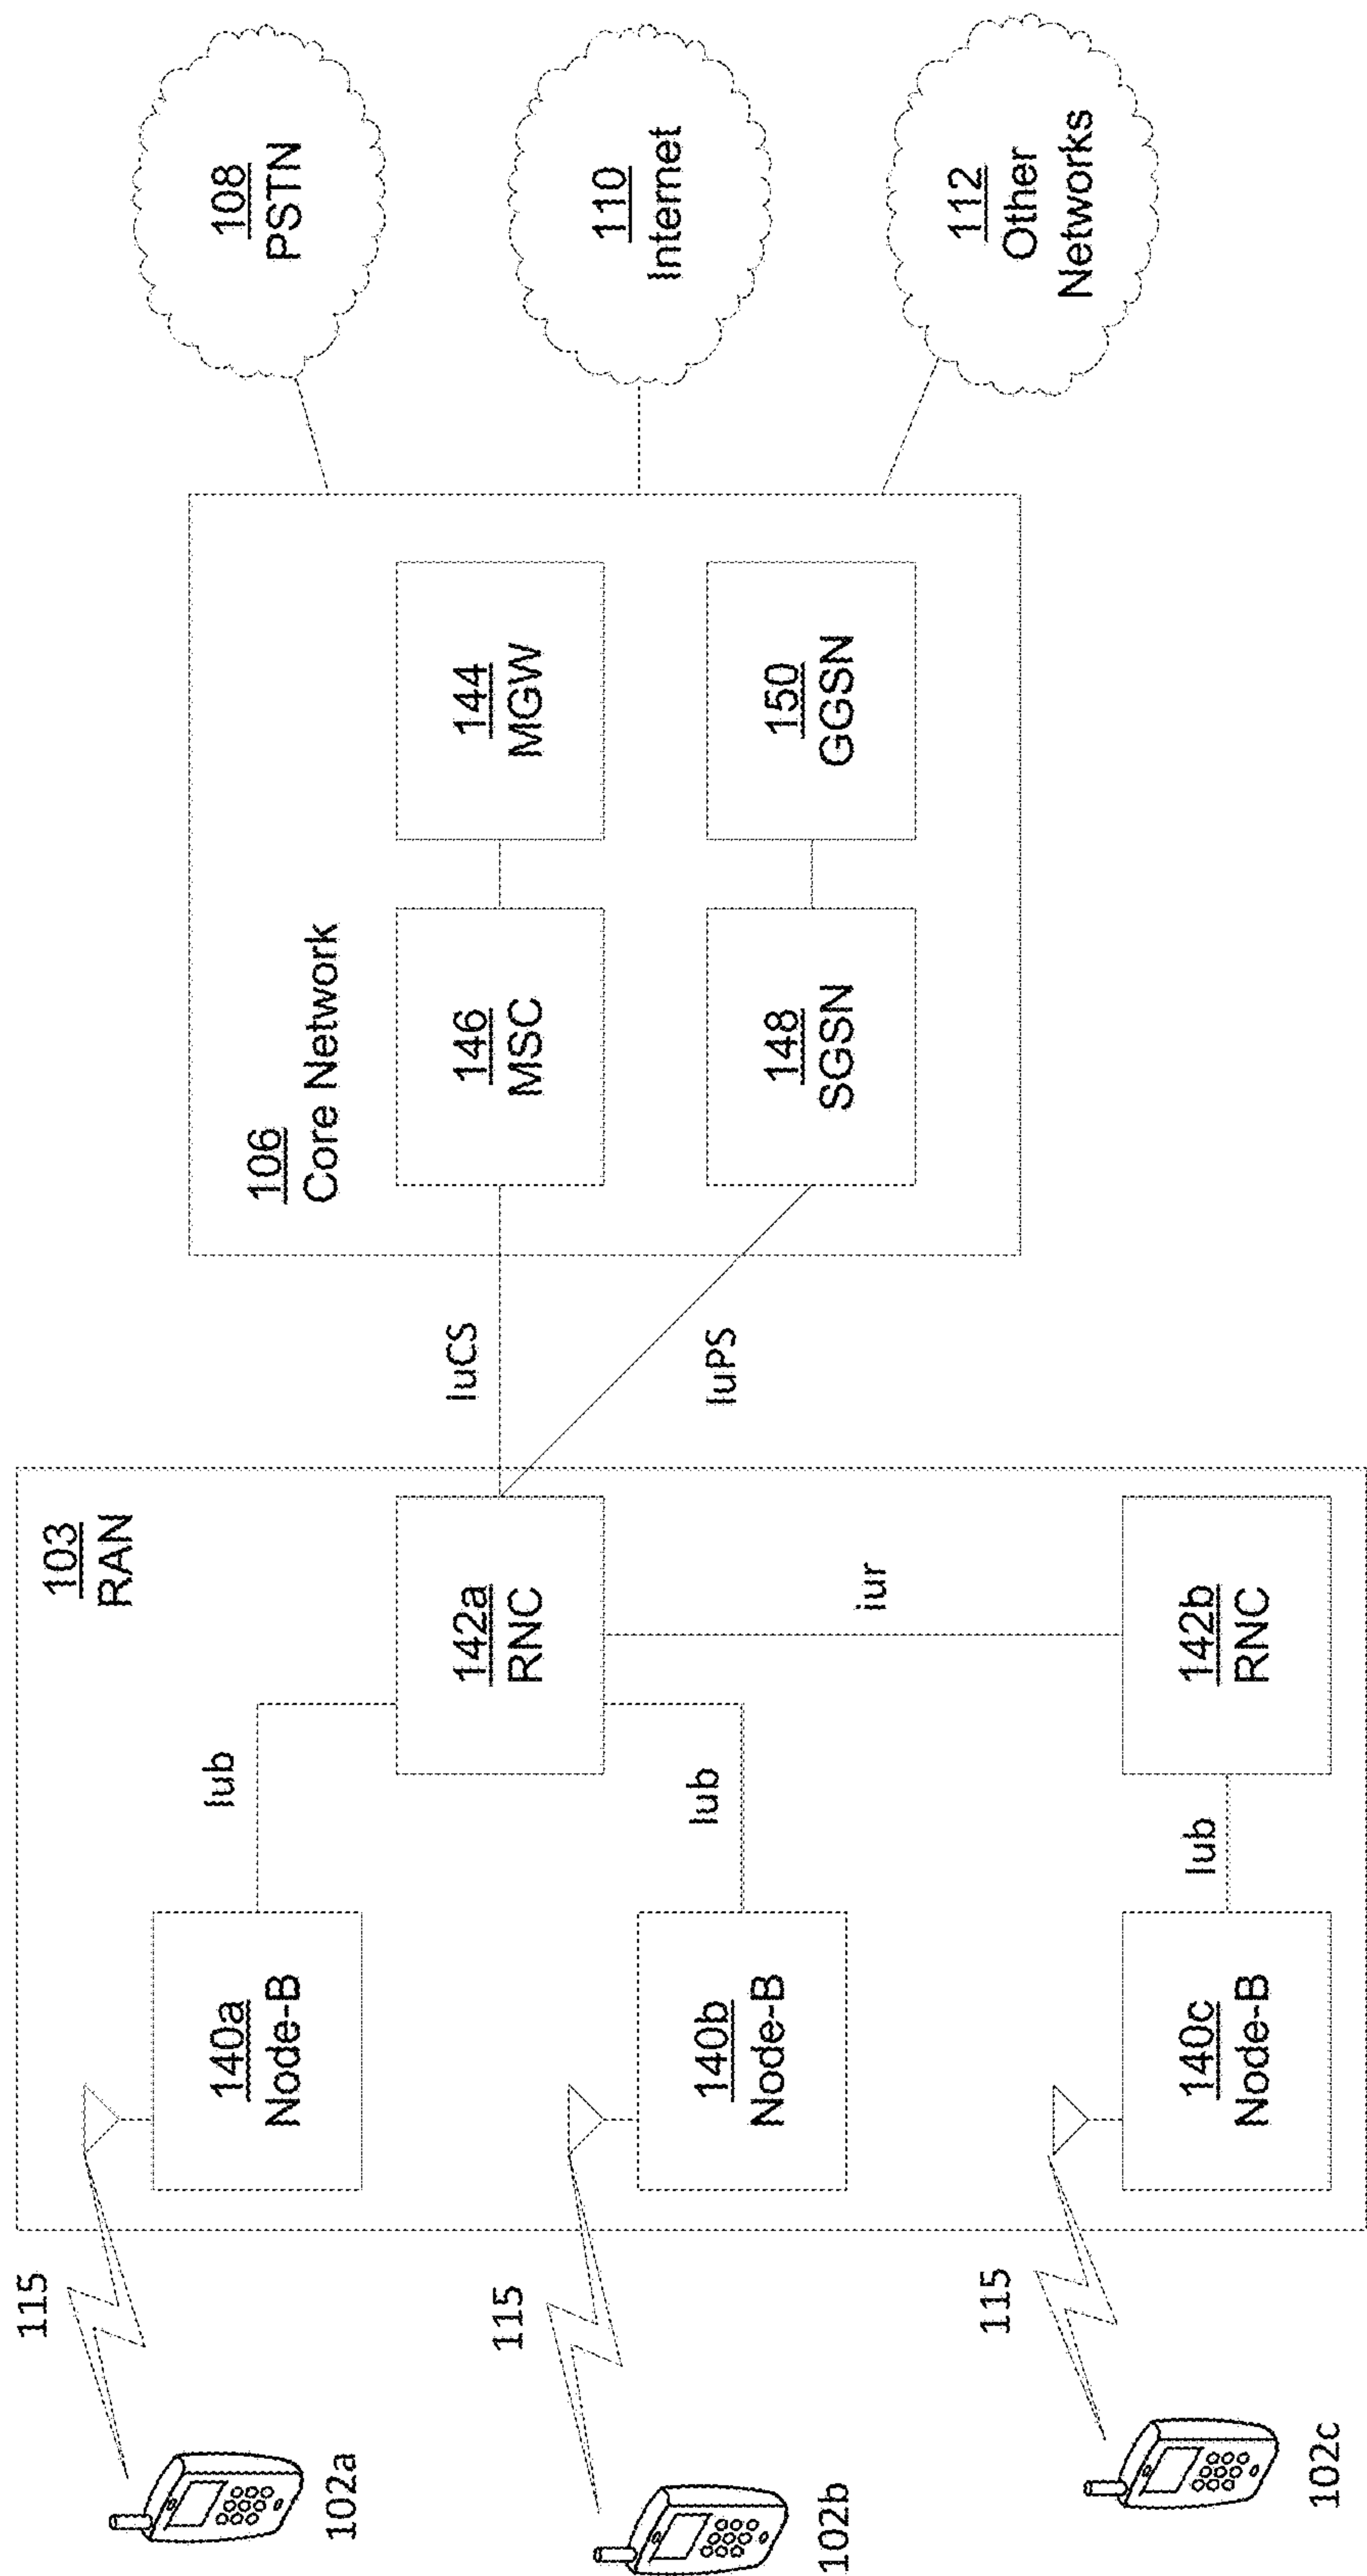 115
102a
115
102b
115
102c
103
RAN
140a
Node-B
Iub
142a
RNC
140b
Node-B
Iub
iur
140c
Node-B
Iub
142b
RNC
IuCS
IuPS
106
Core Network
146
MSC
144
MGW
148
SGSN
150
GGSN
108
PSTN
110
Internet
112
Other
Networks